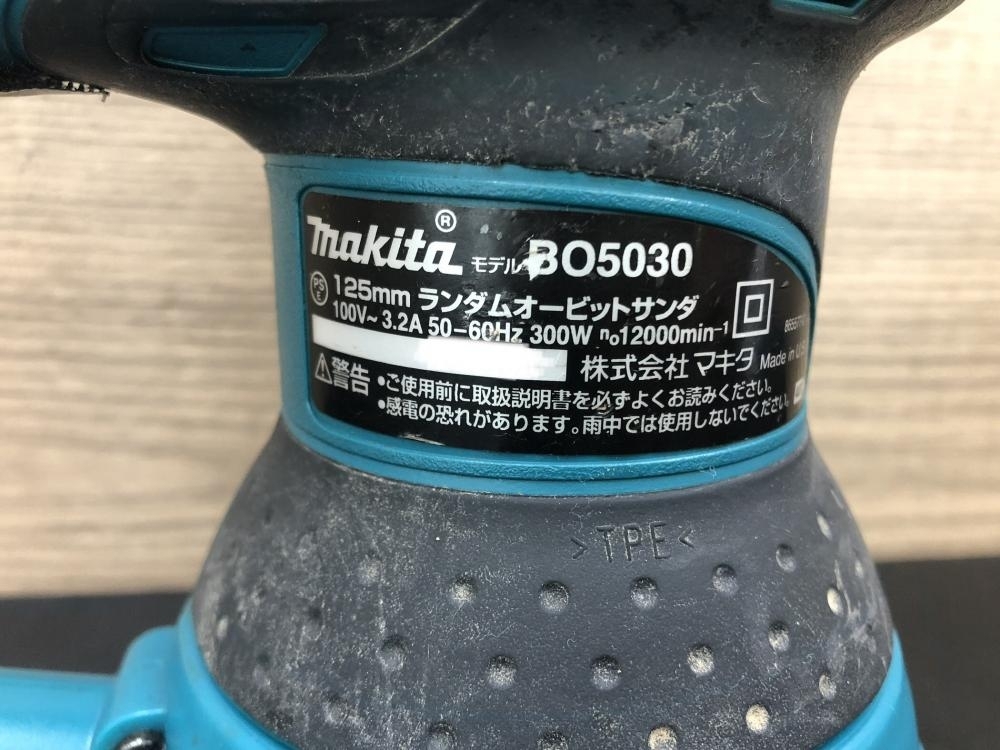 makita®
モデル BO5030
PS E 125mm ランダムオービットサンダ
100V~ 3.2A 50-60Hz 300W n₀12000min⁻¹
株式会社 マキタ Made in U.S
⚠警告 •ご使用前に取扱説明書を必ずよくお読みください。
•感電の恐れがあります。雨中では使用しないでください。
>TPE<